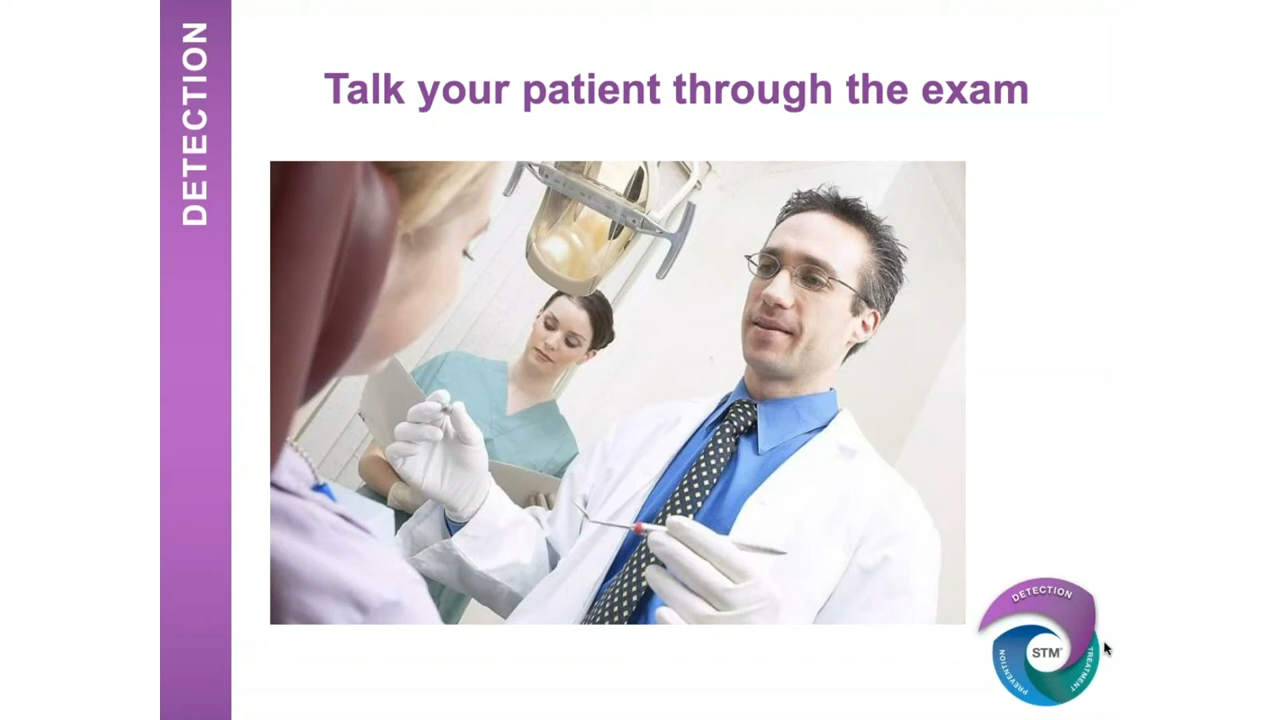 DETECTION
Talk your patient through the exam
DETECTION
STM
PREVENTION
TREATMENT